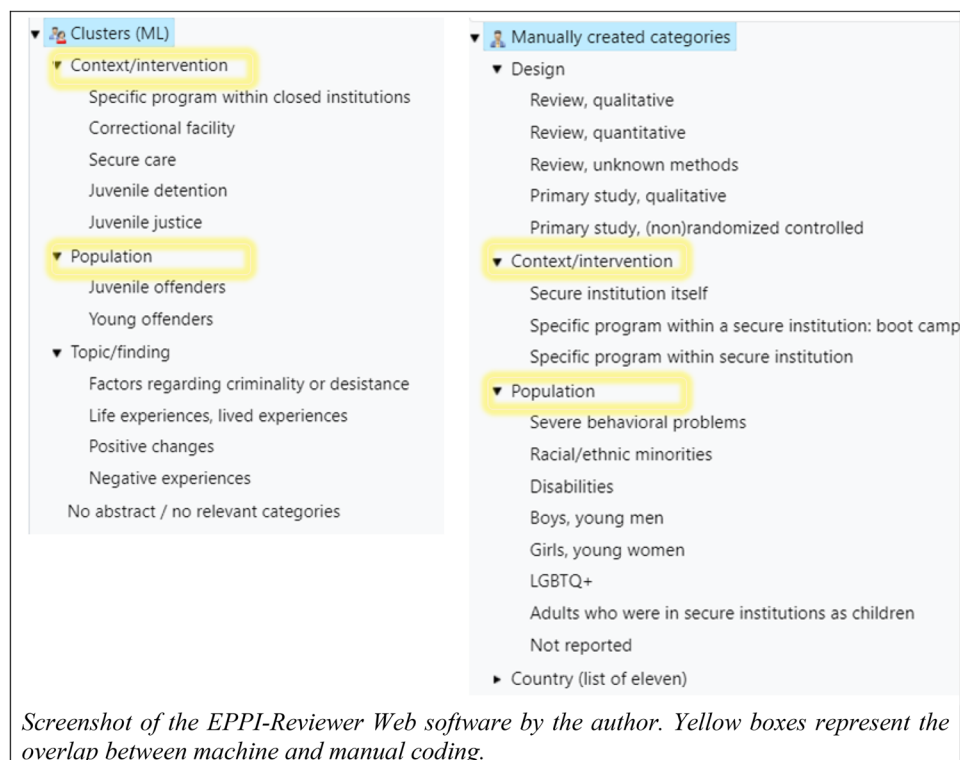 Clusters (ML)
Context/intervention
Specific program within closed institutions
Correctional facility
Secure care
Juvenile detention
Juvenile justice
Population
Juvenile offenders
Young offenders
Topic/finding
Factors regarding criminality or desistance
Life experiences, lived experiences
Positive changes
Negative experiences
No abstract / no relevant categories
Manually created categories
Design
Review, qualitative
Review, quantitative
Review, unknown methods
Primary study, qualitative
Primary study, (non)randomized controlled
Context/intervention
Secure institution itself
Specific program within a secure institution: boot camp
Specific program within secure institution
Population
Severe behavioral problems
Racial/ethnic minorities
Disabilities
Boys, young men
Girls, young women
LGBTQ+
Adults who were in secure institutions as children
Not reported
Country (list of eleven)
Screenshot of the EPPI-Reviewer Web software by the author. Yellow boxes represent the
overlap between machine and manual coding.